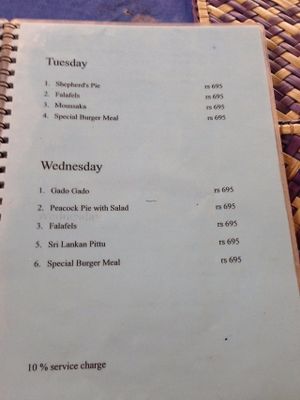 Tuesday
1. Shepherd's Pie rs 695
2. Falafels rs 695
3. Moussaka rs 695
4. Special Burger Meal rs 695
Wednesday
1. Gado Gado rs 695
2. Peacock Pie with Salad rs 695
3. Falafels rs 695
5. Sri Lankan Pittu rs 695
6. Special Burger Meal rs 695
10 % service charge